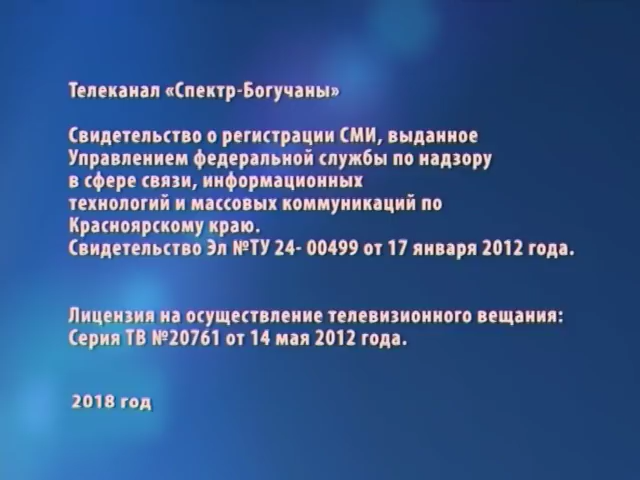 Телеканал «Спектр-Богучаны»
Свидетельство о регистрации СМИ, выданное
Управлением федеральной службы по надзору
в сфере связи, информационных
технологий и массовых коммуникаций по
Красноярскому краю.
Свидетельство Эл №ТУ 24- 00499 от 17 января 2012 года.
Лицензия на осуществление телевизионного вещания:
Серия ТВ №20761 от 14 мая 2012 года.
2018 год